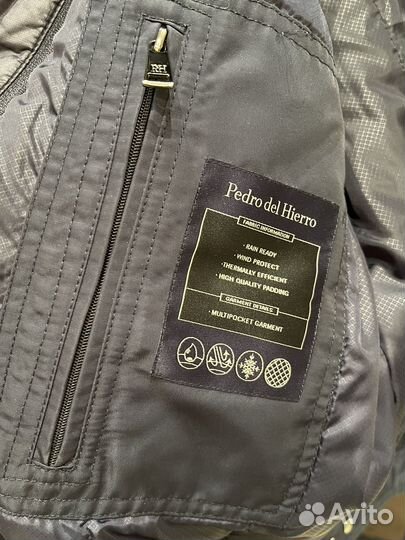 RH
Pedro del Hierro
FABRIC INFORMATION
· RAIN READY
· WIND PROTECT
· THERMALLY EFFICIENT
· HIGH QUALITY PADDING
GARMENT DETAILS
· MULTIPOCKET GARMENT
Avito